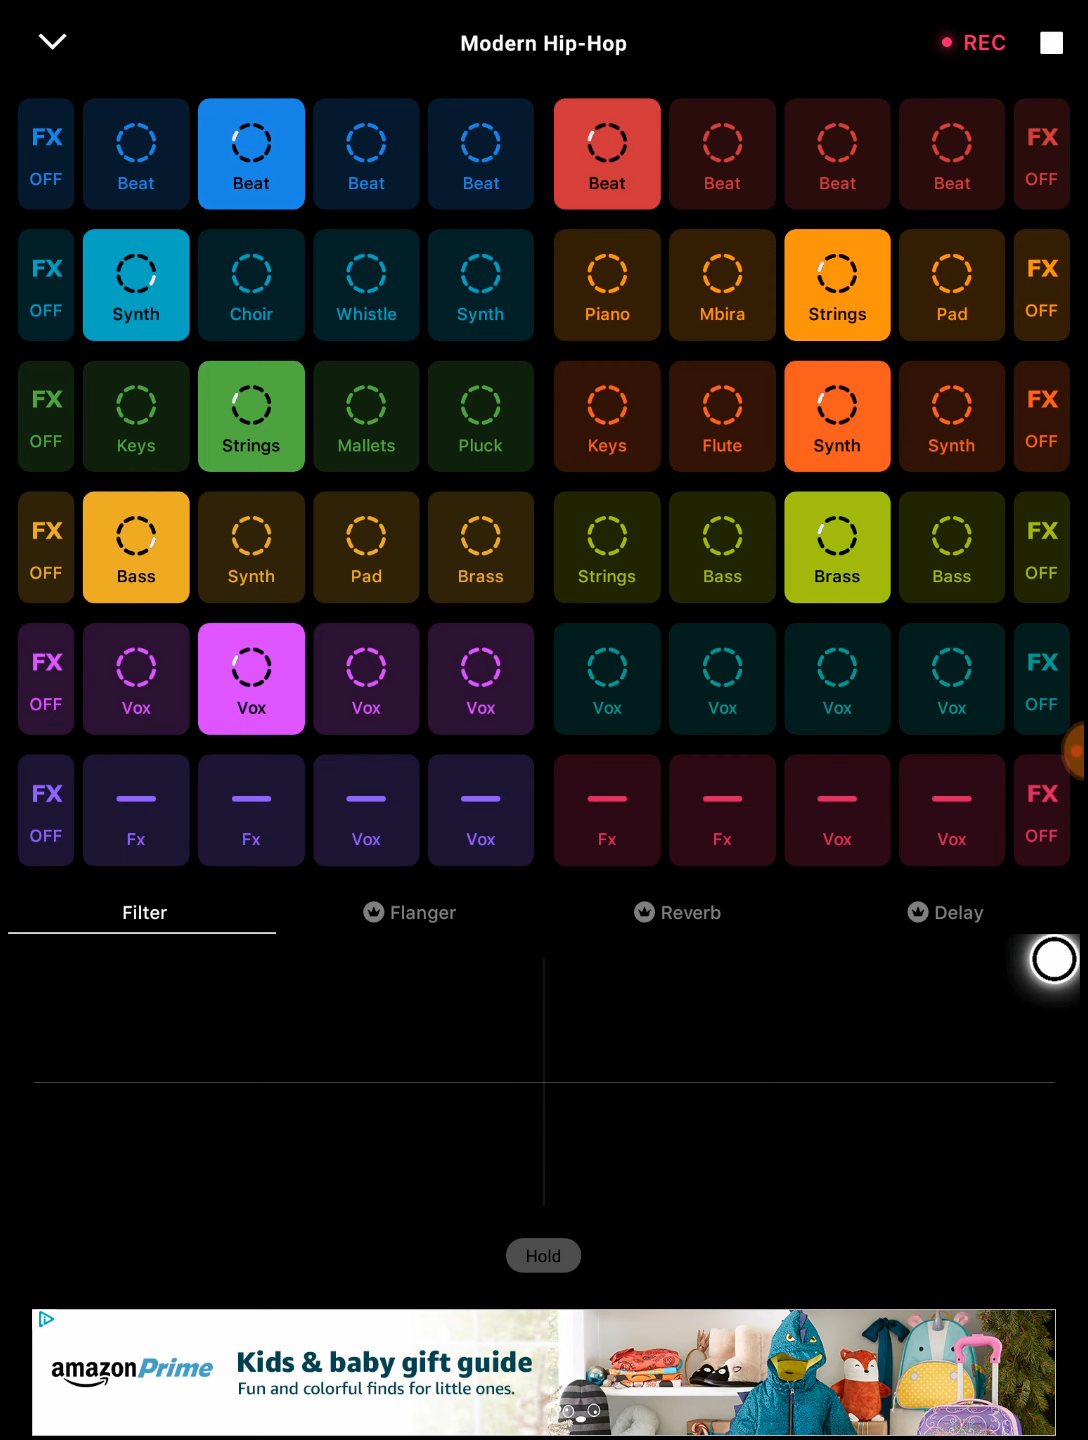 Modern Hip-Hop
REC
FX Beat Beat Beat Beat Beat Beat Beat Beat FX
OFF OFF
FX Synth Choir Whistle Synth Piano Mbira Strings Pad FX
OFF OFF
FX Keys Strings Mallets Pluck Keys Flute Synth Synth FX
OFF OFF
FX Bass Synth Pad Brass Strings Bass Brass Bass FX
OFF OFF
FX Vox Vox Vox Vox Vox Vox Vox Vox FX
OFF OFF
FX Fx Fx Vox Vox Fx Fx Vox Vox FX
OFF OFF
Filter Flanger Reverb Delay
Hold
amazonPrime
Kids & baby gift guide
Fun and colorful finds for little ones.